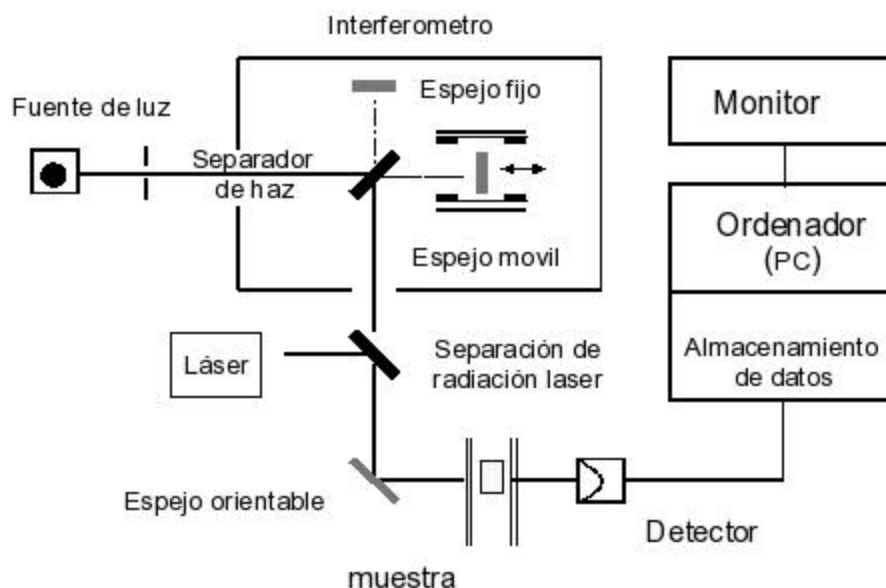 Interferometro
Fuente de luz
Espejo fijo
Monitor
Separador
de haz
Ordenador
(PC)
Espejo movil
Láser
Separación de
radiación laser
Almacenamiento
de datos
Espejo orientable
Detector
muestra